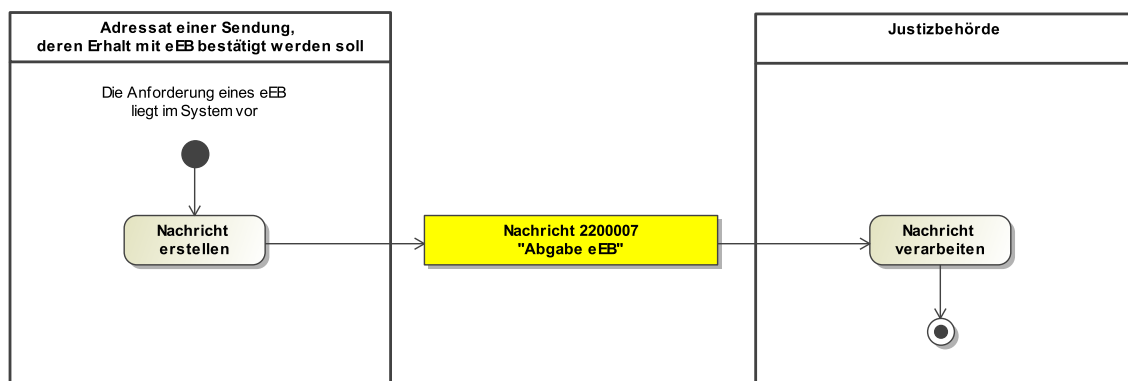 Adressat einer Sendung,
deren Erhalt mit eEB bestätigt werden soll
Justizbehörde
Die Anforderung eines eEB
liegt im System vor
Nachricht
erstellen
Nachricht 2200007
"Abgabe eEB"
Nachricht
verarbeiten